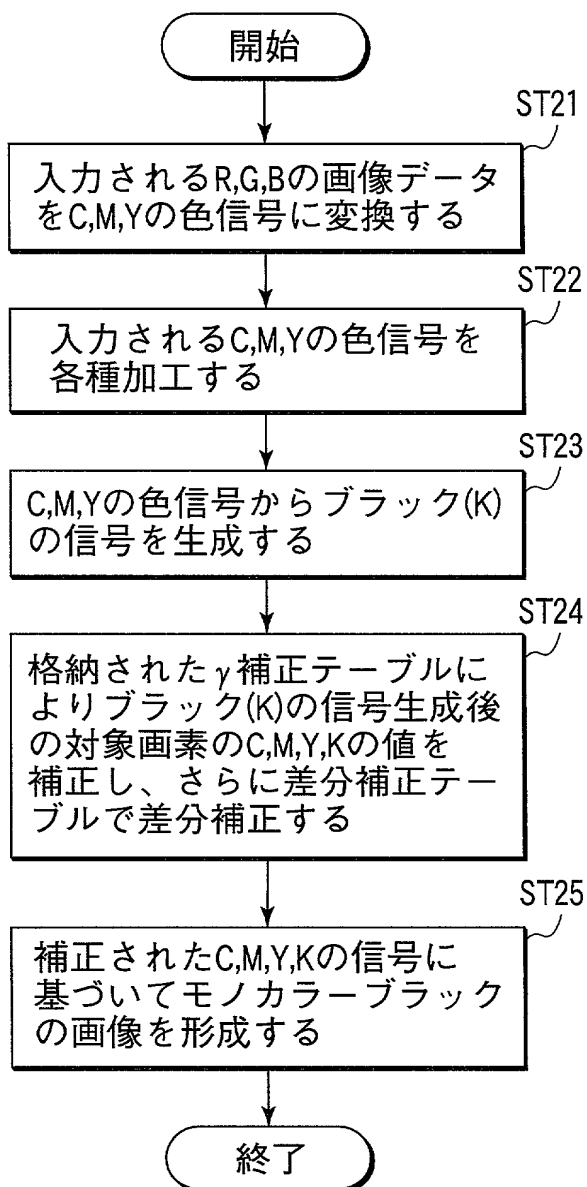 開始
ST21
入力されるR,G,Bの画像データ
をC,M,Yの色信号に変換する
ST22
入力されるC,M,Yの色信号を
各種加工する
ST23
C,M,Yの色信号からブラック(K)
の信号を生成する
ST24
格納されたγ補正テーブルに
よりブラック(K)の信号生成後
の対象画素のC,M,Y,Kの値を
補正し、さらに差分補正テー
ブルで差分補正する
ST25
補正されたC,M,Y,Kの信号に
基づいてモノカラーブラック
の画像を形成する
終了